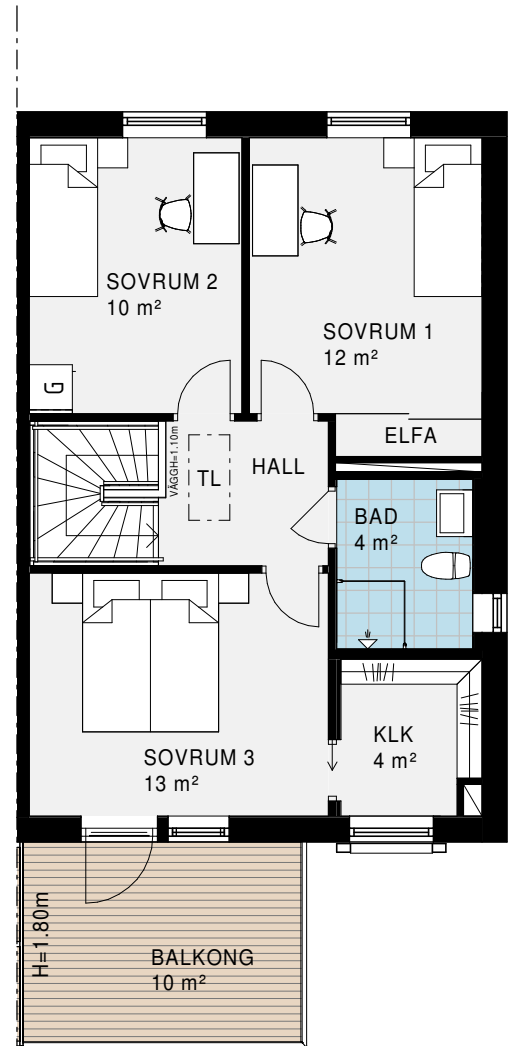 SOVRUM 2
10 m²
SOVRUM 1
12 m²
G
ELFA
VÄGGH=1.10m
TL
HALL
BAD
4 m²
SOVRUM 3
13 m²
KLK
4 m²
H=1.80m
BALKONG
10 m²